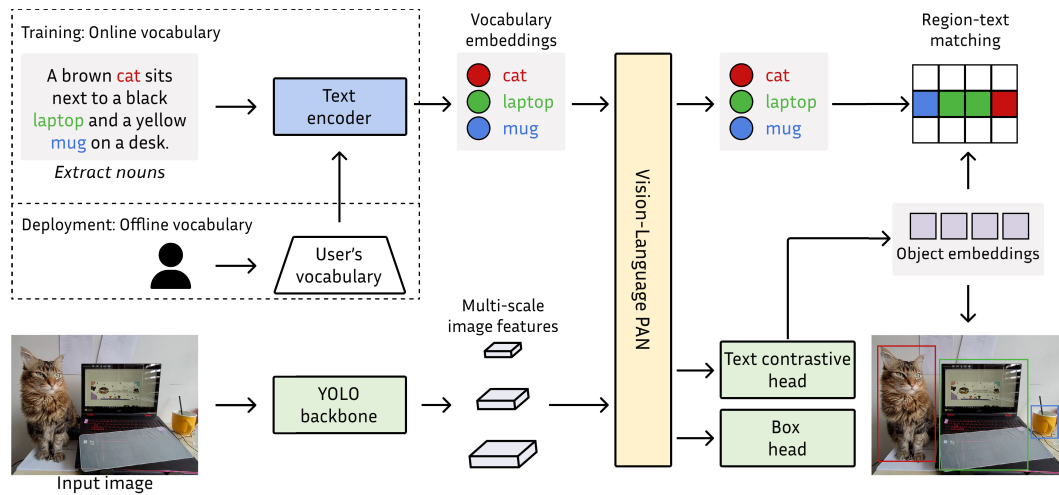 Training: Online vocabulary
A brown cat sits
next to a black
laptop and a yellow
mug on a desk.
Extract nouns
Text
encoder
Deployment: Offline vocabulary
User's
vocabulary
Vocabulary
embeddings
cat
laptop
mug
Vision-Language PAN
cat
laptop
mug
Region-text
matching
Object embeddings
Input image
YOLO
backbone
Multi-scale
image features
Text contrastive
head
Box
head